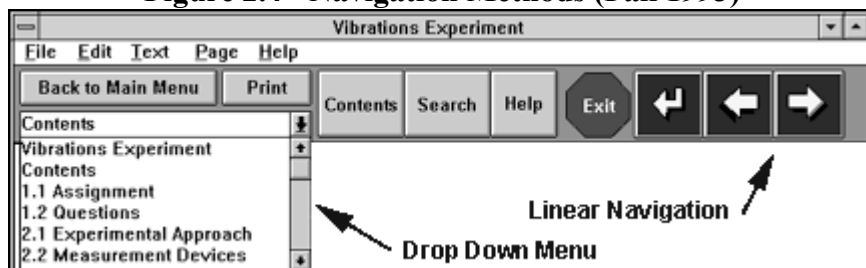 Figure 2.4 Navigation Methods (Fall 1995)
Vibrations Experiment
File Edit Text Page Help
Back to Main Menu Print Contents Search Help Exit
Contents
Vibrations Experiment
Contents
1.1 Assignment
1.2 Questions
2.1 Experimental Approach
2.2 Measurement Devices
Linear Navigation
Drop Down Menu